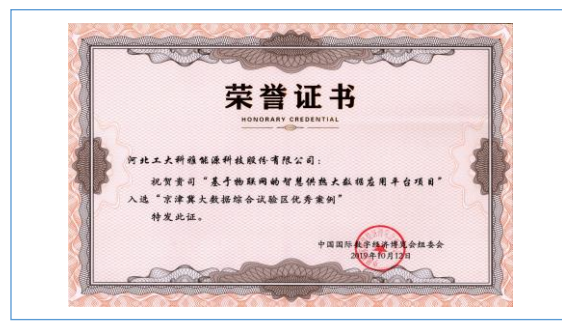 荣誉证书
HONORARY CREDENTIAL
河北工大科雅能源科技股份有限公司：
祝贺贵司“基于物联网的智慧供热大数据应用平台项目”
入选“京津冀大数据综合试验区优秀案例”
特发此证。
中国国际数字经济博览会组委会
2019年10月12日